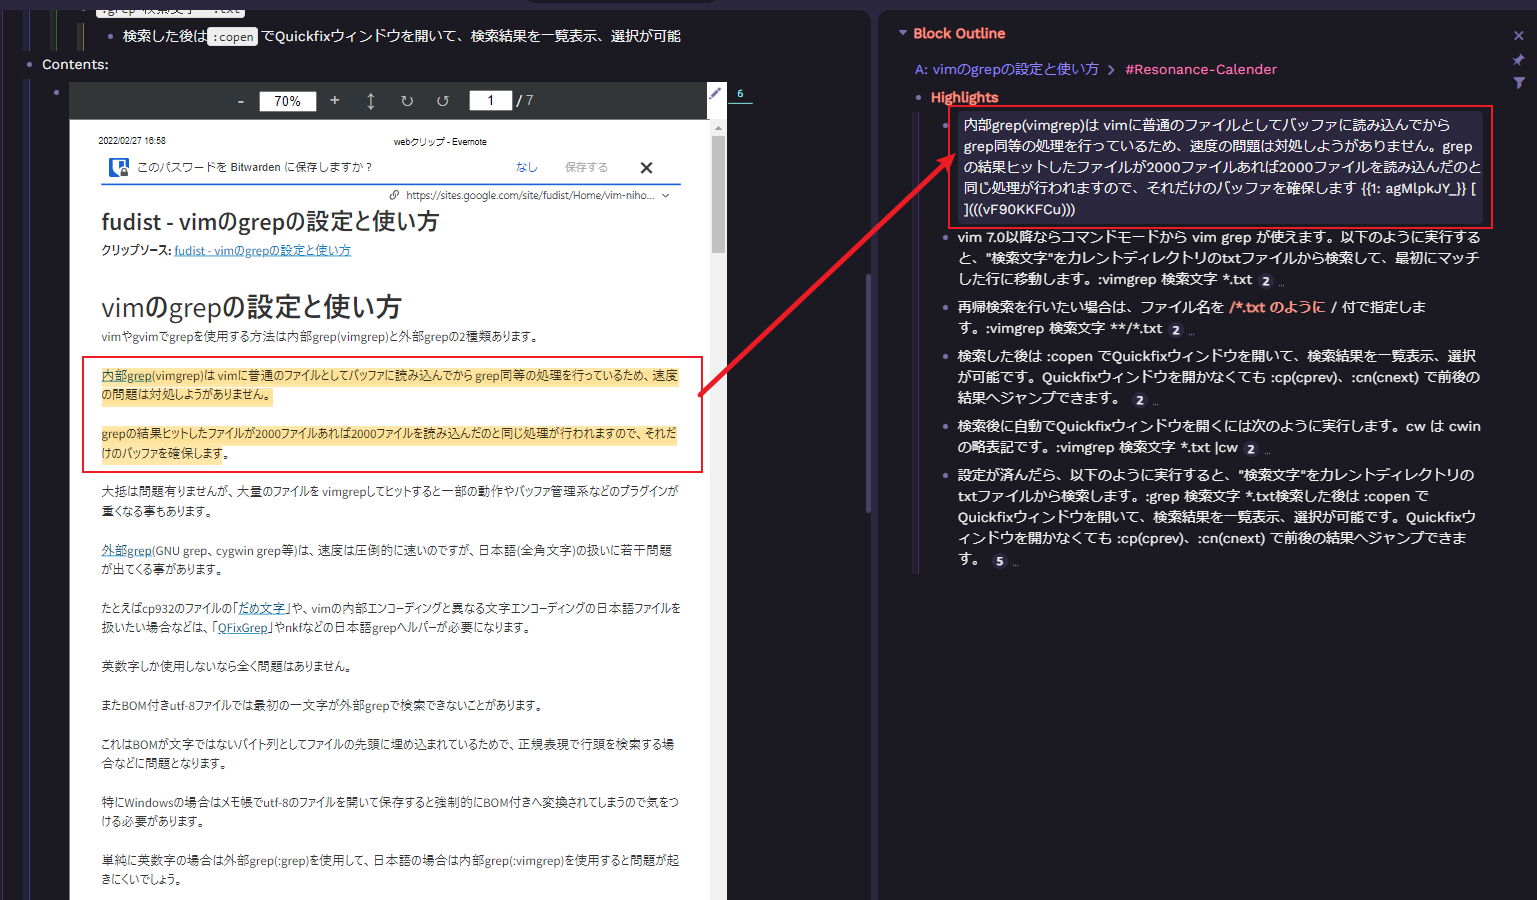 :grep 検索文字 *.txt
検索した後は :copen でQuickfixウィンドウを開いて、検索結果を一覧表示、選択が可能
Contents:
- 70% + ↕ ↻ ↺ 1 / 7
6
2022/02/27 16:58 webクリップ - Evernote
このパスワードを Bitwarden に保存しますか？ なし 保存する ✕
https://sites.google.com/site/fudist/Home/vim-niho...
fudist - vimのgrepの設定と使い方
クリップソース: fudist - vimのgrepの設定と使い方
vimのgrepの設定と使い方
vimやgvimでgrepを使用する方法は内部grep(vimgrep)と外部grepの2種類あります。
内部grep(vimgrep)は vimに普通のファイルとしてバッファに読み込んでから grep同等の処理を行っているため、速度
の問題は対処しようがありません。
grepの結果ヒットしたファイルが2000ファイルあれば2000ファイルを読み込んだのと同じ処理が行われますので、それだ
けのバッファを確保します。
大抵は問題有りませんが、大量のファイルを vimgrepしてヒットすると一部の動作やバッファ管理系などのプラグインが
重くなる事もあります。
外部grep(GNU grep、cygwin grep等)は、速度は圧倒的に速いのですが、日本語(全角文字)の扱いに若干問題
が出てくる事があります。
たとえばcp932のファイルの「だめ文字」や、vimの内部エンコーディングと異なる文字エンコーディングの日本語ファイルを
扱いたい場合などは、「QFixGrep」やnkfなどの日本語grepヘルパーが必要になります。
英数字しか使用しないなら全く問題はありません。
またBOM付きutf-8ファイルでは最初の一文字が外部grepで検索できないことがあります。
これはBOMが文字ではないバイト列としてファイルの先頭に埋め込まれているためで、正規表現で行頭を検索する場
合などに問題となります。
特にWindowsの場合はメモ帳でutf-8のファイルを開いて保存すると強制的にBOM付きへ変換されてしまうので気をつ
ける必要があります。
単純に英数字の場合は外部grep(:grep)を使用して、日本語の場合は内部grep(:vimgrep)を使用すると問題が起
きにくいでしょう。
Block Outline
A: vimのgrepの設定と使い方 > #Resonance-Calender
Highlights
内部grep(vimgrep)は vimに普通のファイルとしてバッファに読み込んでから
grep同等の処理を行っているため、速度の問題は対処しようがありません。grep
の結果ヒットしたファイルが2000ファイルあれば2000ファイルを読み込んだのと
同じ処理が行われますので、それだけのバッファを確保します {{1: agMlpkJY_}} [
](((vF90KKFCu)))
vim 7.0以降ならコマンドモードから vim grep が使えます。以下のように実行する
と、"検索文字"をカレントディレクトリのtxtファイルから検索して、最初にマッチ
した行に移動します。:vimgrep 検索文字 *.txt 2 ...
再帰検索を行いたい場合は、ファイル名を /*.txt のように / 付で指定しま
す。:vimgrep 検索文字 **/*.txt 2 ...
検索した後は :copen でQuickfixウィンドウを開いて、検索結果を一覧表示、選択
が可能です。Quickfixウィンドウを開かなくても :cp(cprev)、:cn(cnext) で前後の
結果へジャンプできます。 2 ...
検索後に自動でQuickfixウィンドウを開くには次のように実行します。cw は cwin
の略表記です。:vimgrep 検索文字 *.txt |cw 2 ...
設定が済んだら、以下のように実行すると、"検索文字"をカレントディレクトリの
txtファイルから検索します。:grep 検索文字 *.txt検索した後は :copen で
Quickfixウィンドウを開いて、検索結果を一覧表示、選択が可能です。Quickfixウ
ィンドウを開かなくても :cp(cprev)、:cn(cnext) で前後の結果へジャンプできま
す。 5 ...